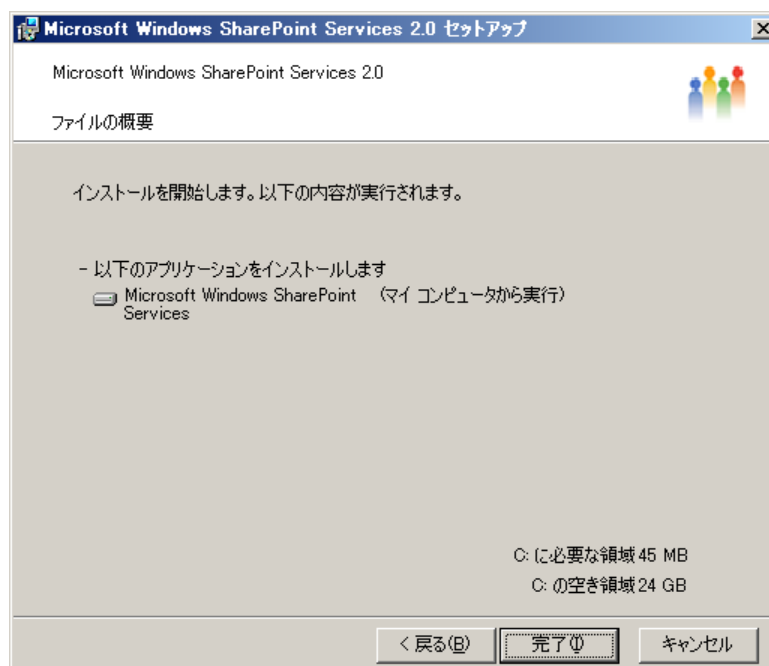 Microsoft Windows SharePoint Services 2.0 セットアップ
Microsoft Windows SharePoint Services 2.0
ファイルの概要
インストールを開始します。以下の内容が実行されます。
- 以下のアプリケーションをインストールします
Microsoft Windows SharePoint (マイ コンピュータから実行)
Services
C: に必要な領域 45 MB
C: の空き領域 24 GB
< 戻る(B) 完了(I) キャンセル